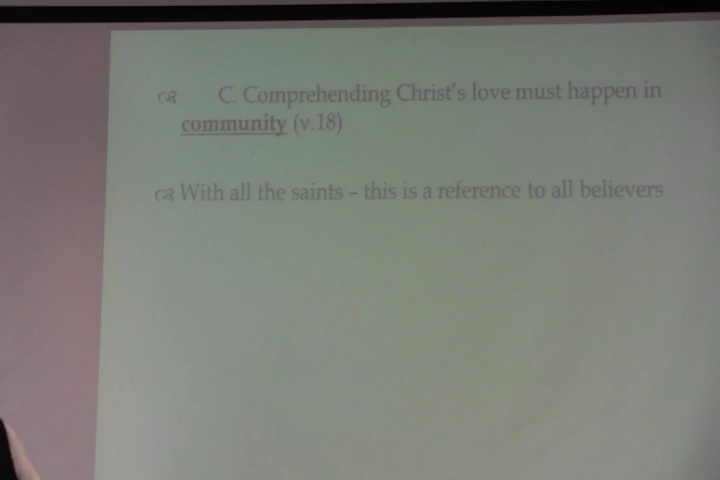 C. Comprehending Christ's love must happen in
community (v.18)
With all the saints – this is a reference to all believers